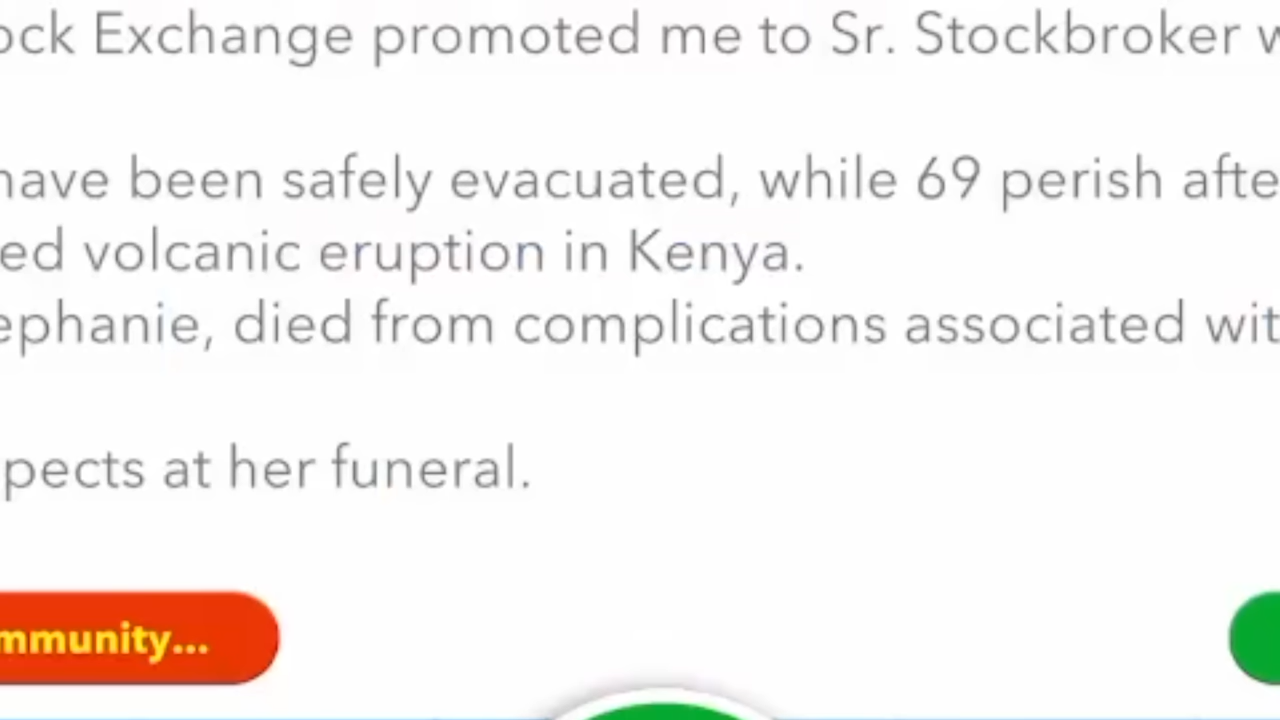 ock Exchange promoted me to Sr. Stockbroker w
have been safely evacuated, while 69 perish afte
ed volcanic eruption in Kenya.
ephanie, died from complications associated wit
pects at her funeral.
mmunity...